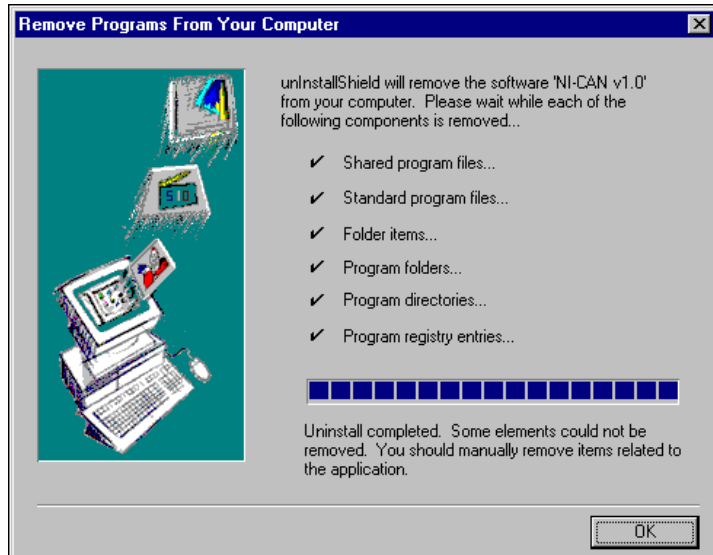 Remove Programs From Your Computer
unInstallShield will remove the software 'NI-CAN v1.0'
from your computer.  Please wait while each of the
following components is removed...
Shared program files...
Standard program files...
Folder items...
Program folders...
Program directories...
Program registry entries...
Uninstall completed.  Some elements could not be
removed.  You should manually remove items related to
the application.
OK